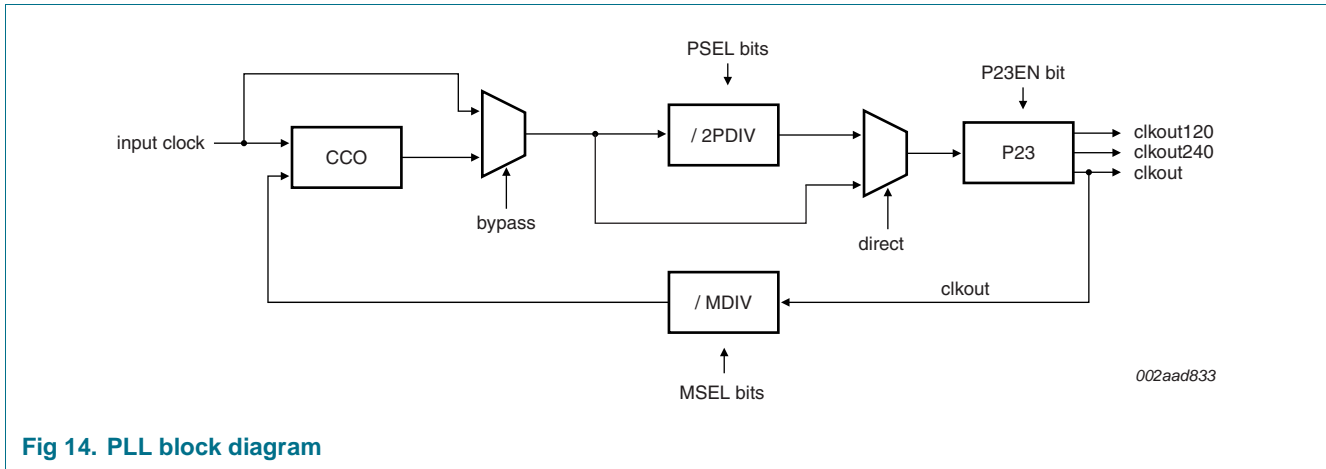 PSEL bits
P23EN bit
input clock
CCO
/ 2PDIV
P23
clkout120
clkout240
clkout
bypass
direct
/ MDIV
clkout
MSEL bits
002aad833
Fig 14. PLL block diagram